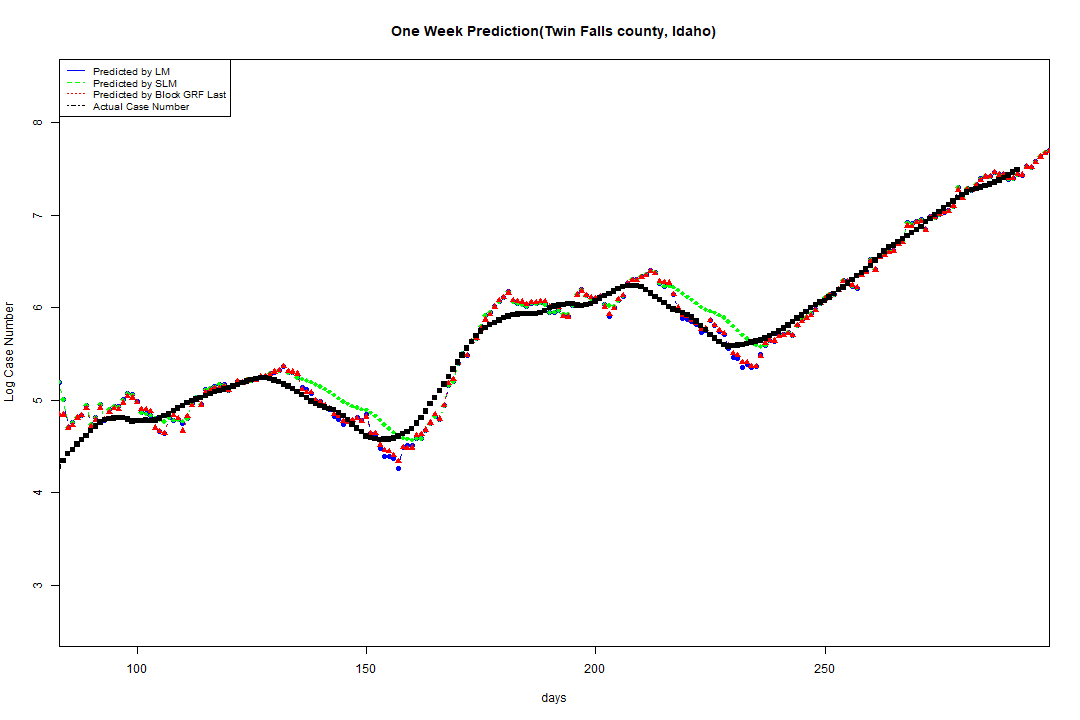 One Week Prediction(Twin Falls county, Idaho)
Predicted by LM
Predicted by SLM
Predicted by Block GRF Last
Actual Case Number
Log Case Number
8
7
6
5
4
3
100 150 200 250
days